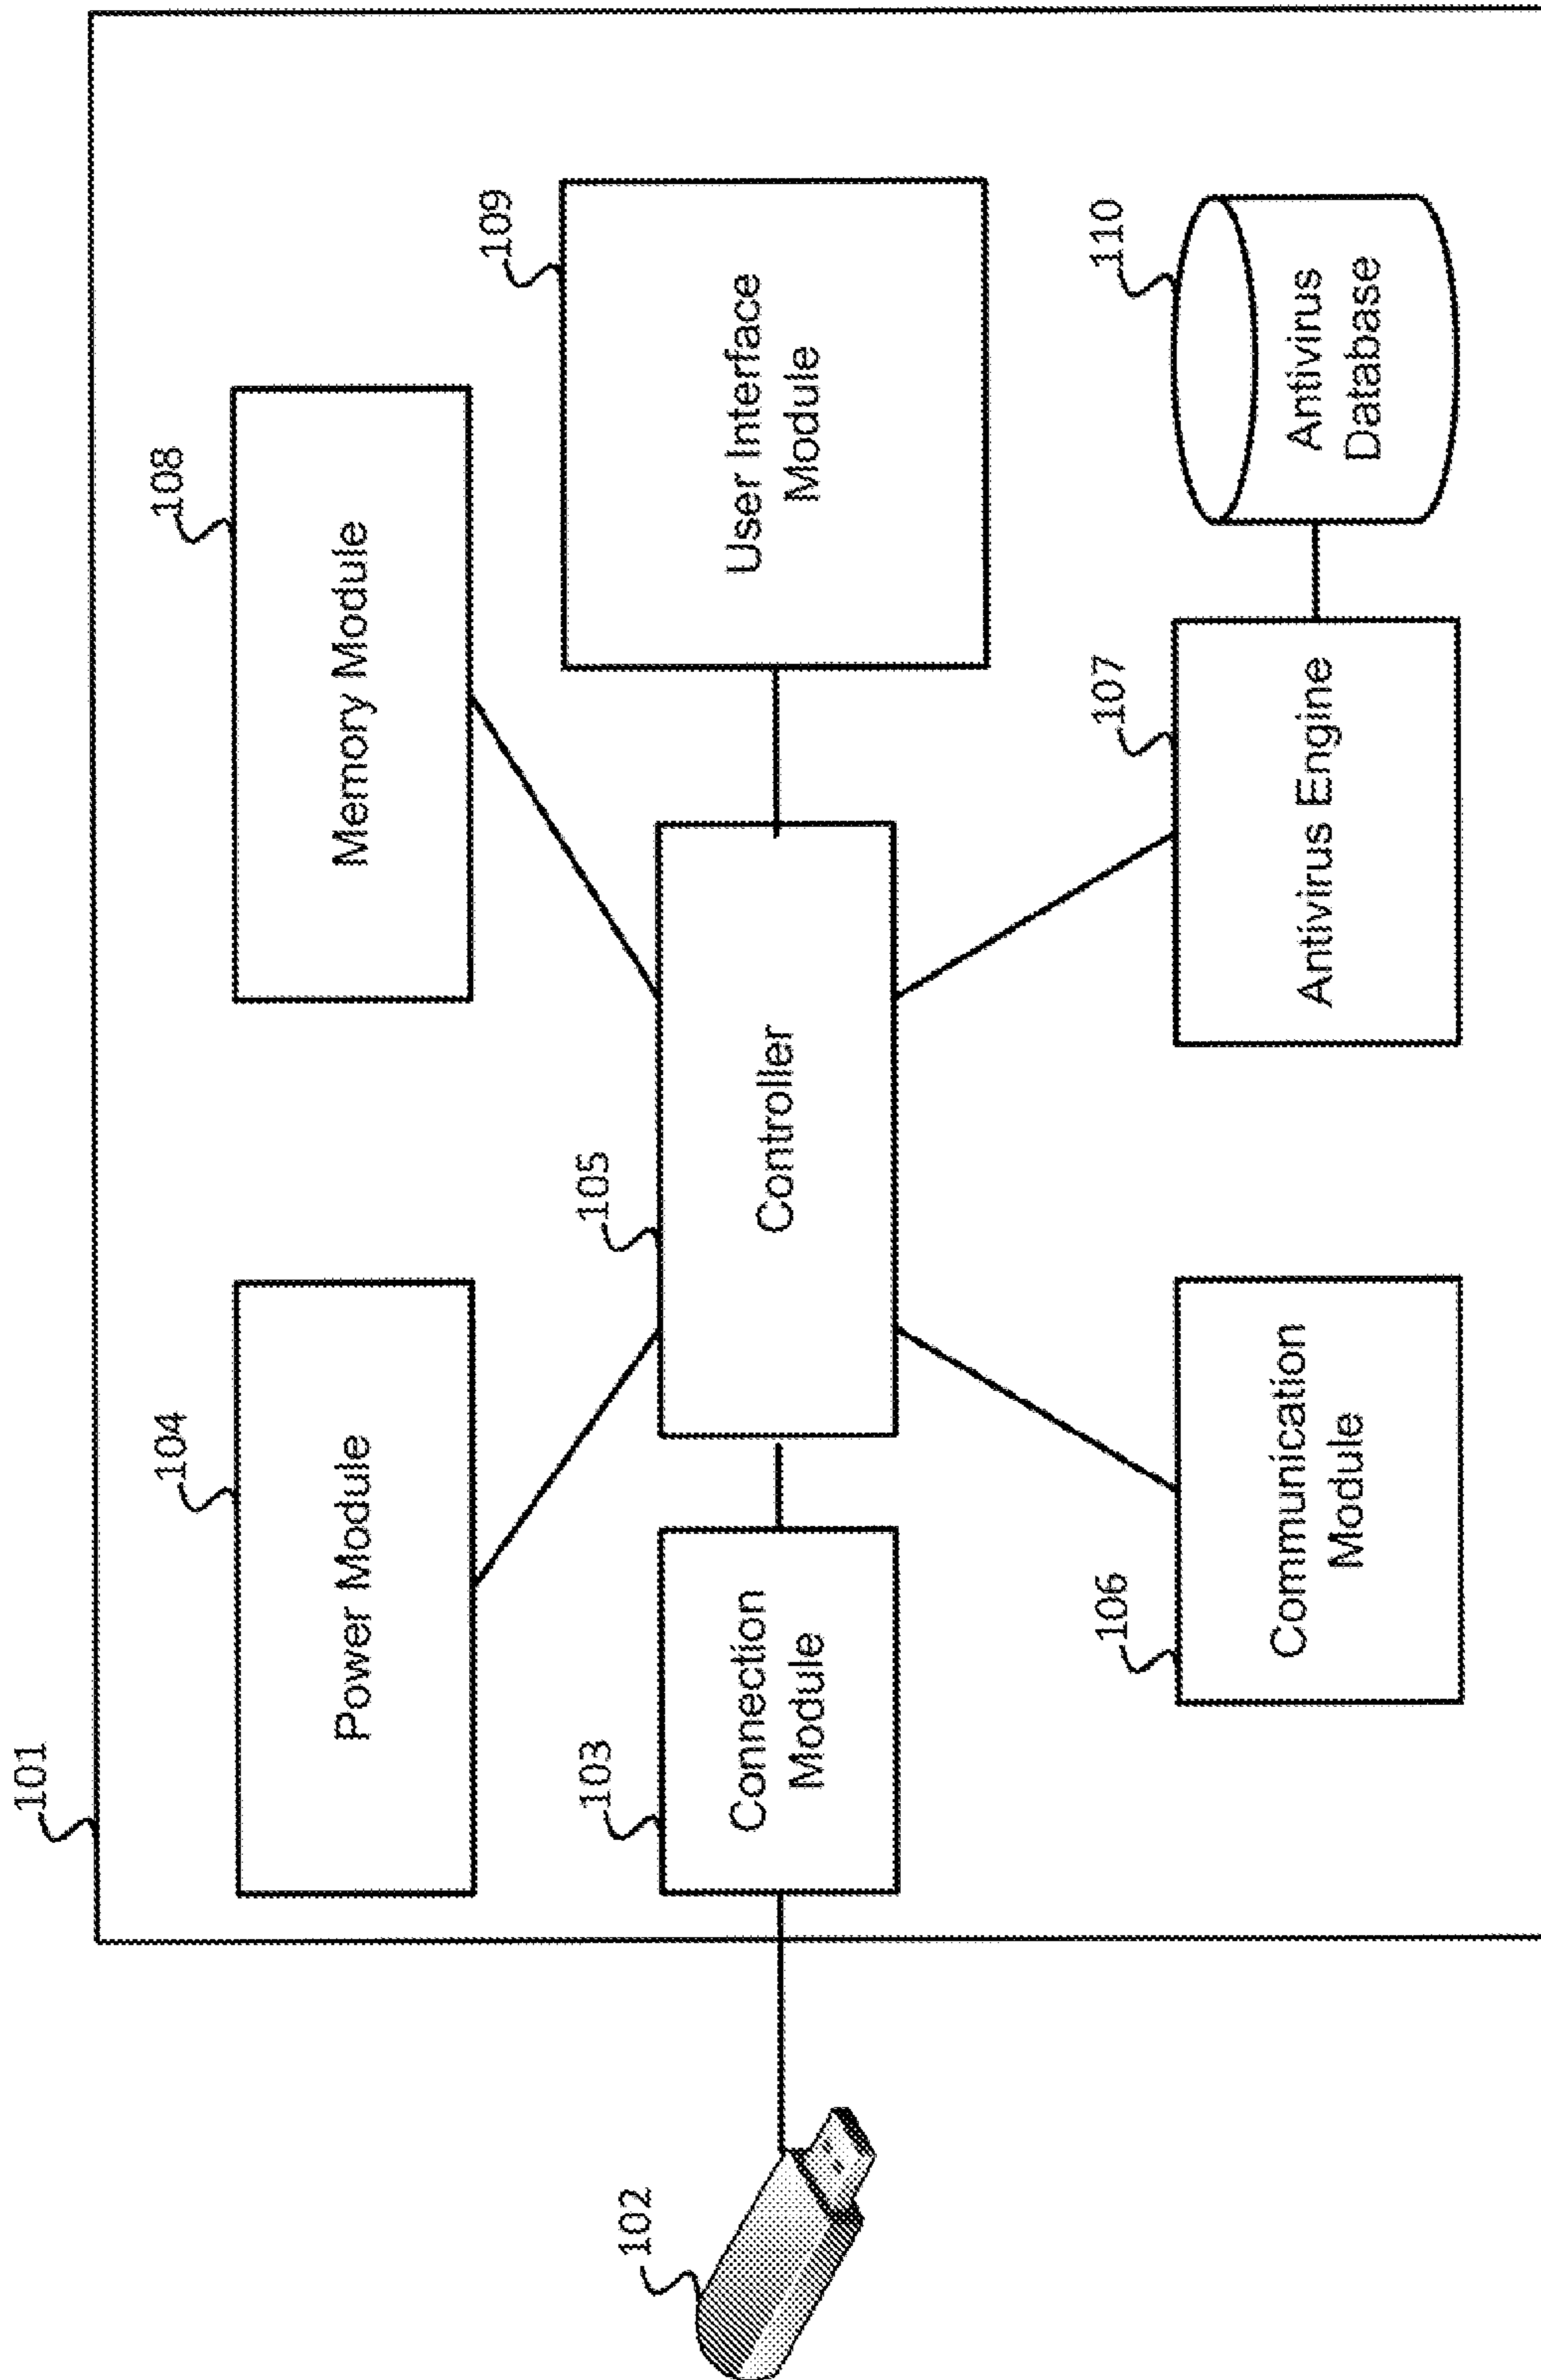 101
104
Power Module
108
Memory Module
102
103
Connection
Module
105
Controller
109
User Interface
Module
106
Communication
Module
107
Antivirus Engine
110
Antivirus
Database